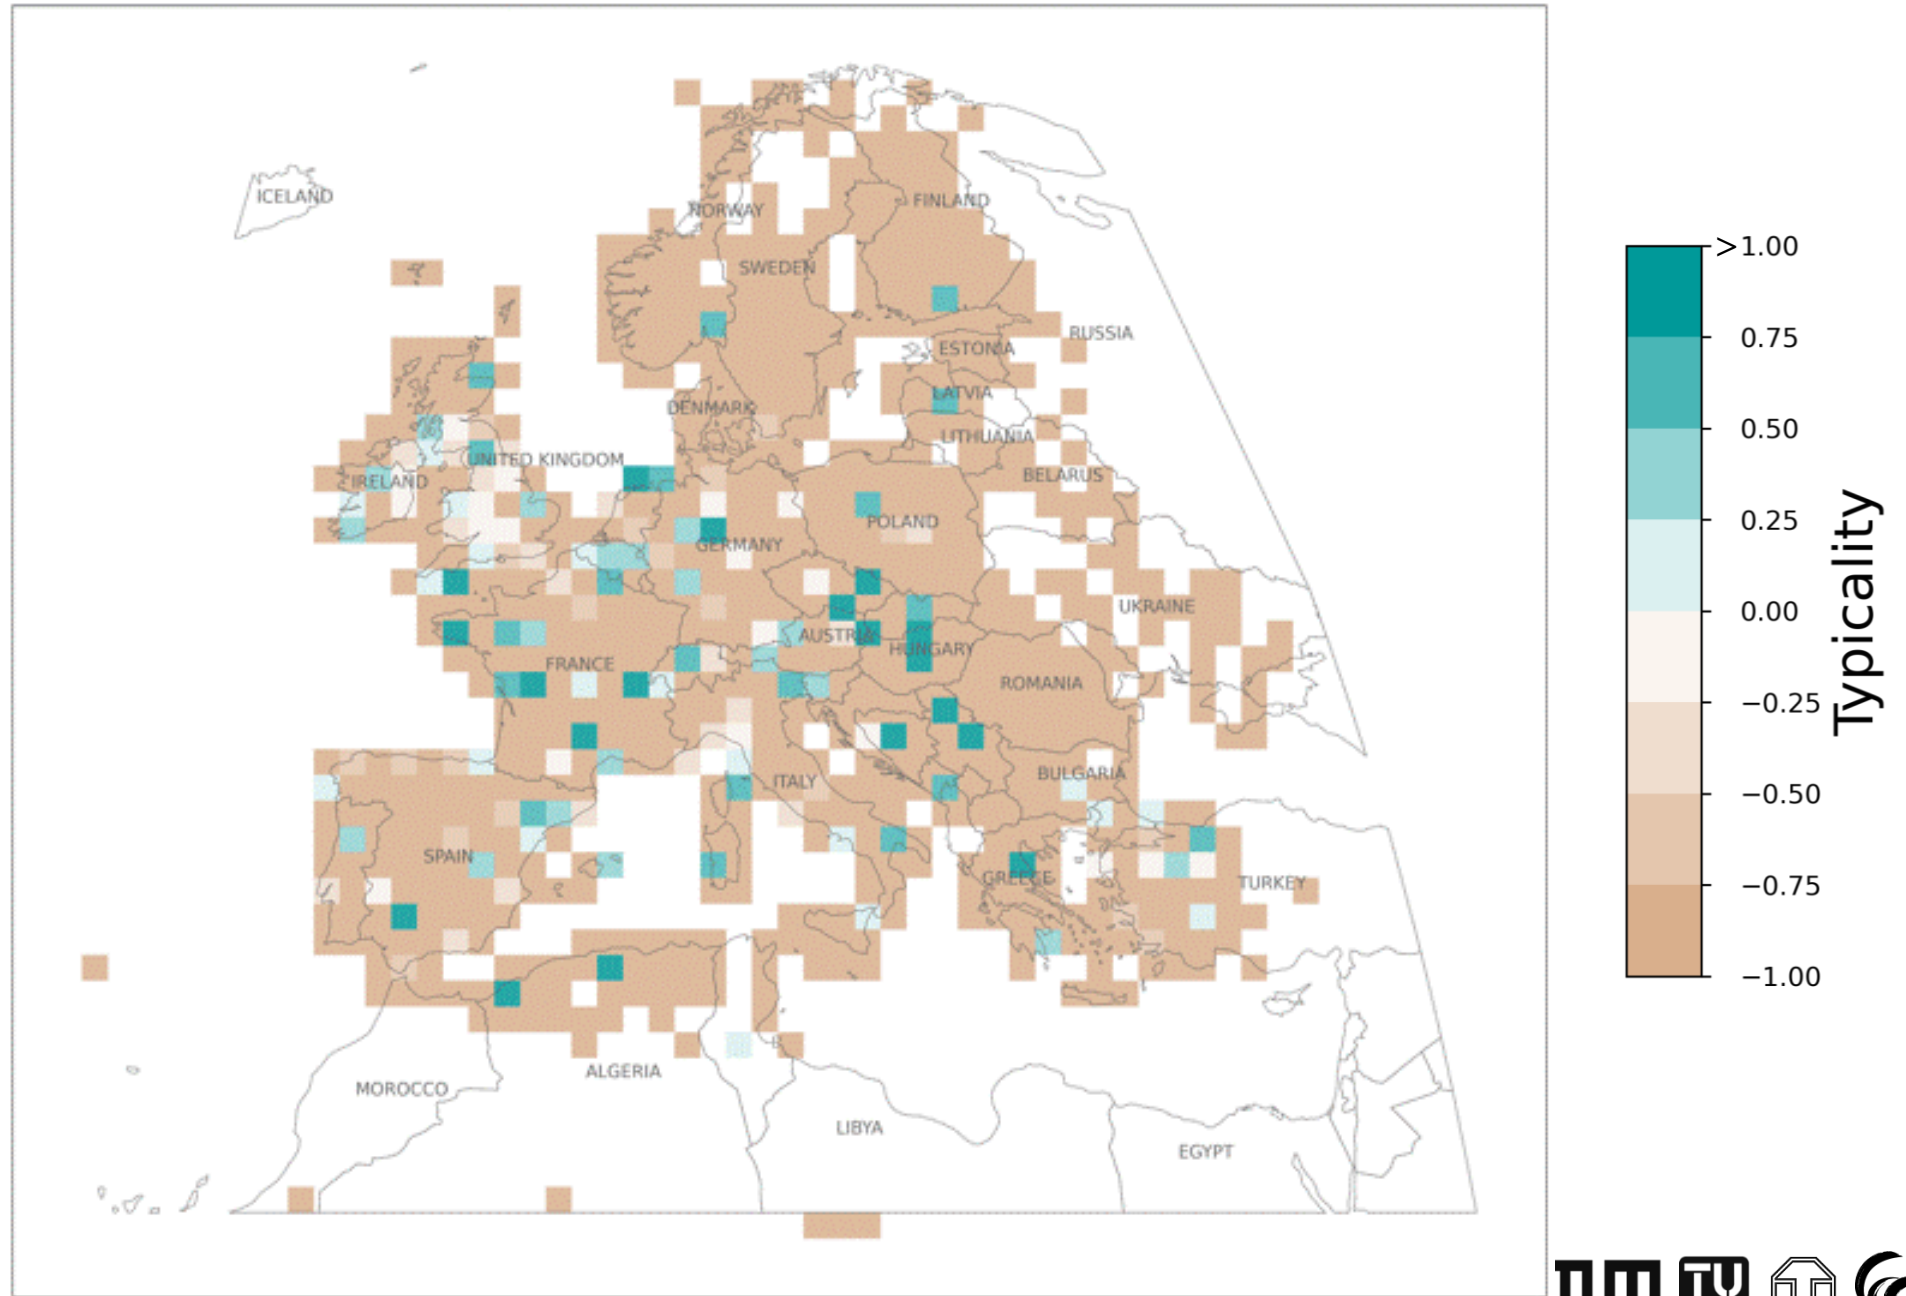 ICELAND
NORWAY
FINLAND
SWEDEN
RUSSIA
ESTONIA
LATVIA
DENMARK
LITHUANIA
UNITED KINGDOM
IRELAND
BELARUS
POLAND
GERMANY
UKRAINE
AUSTRIA
HUNGARY
FRANCE
ROMANIA
ITALY
BULGARIA
SPAIN
GREECE
TURKEY
ALGERIA
MOROCCO
LIBYA
EGYPT
>1.00
0.75
0.50
0.25
0.00
−0.25
−0.50
−0.75
−1.00
Typicality